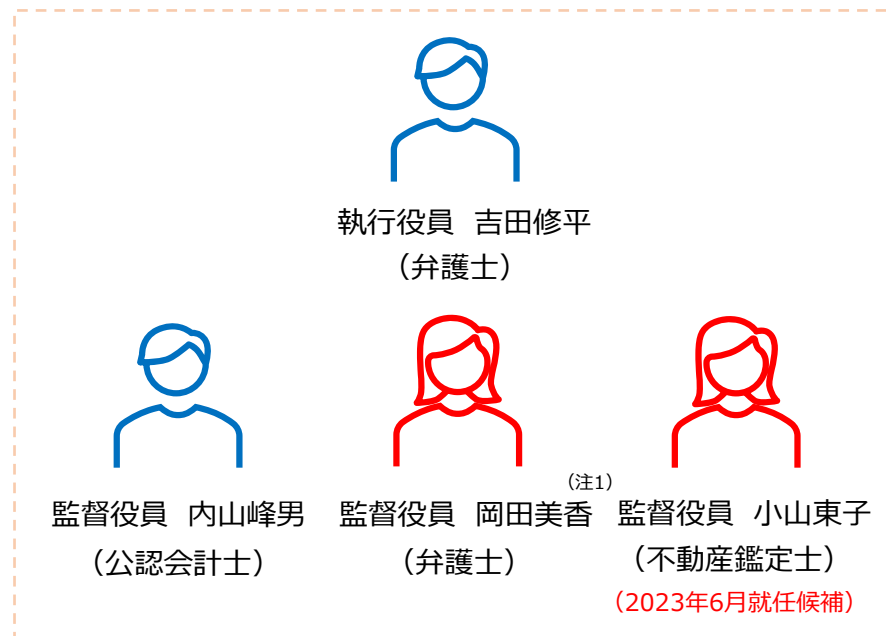 執行役員 吉田修平
（弁護士）
監督役員 内山峰男
（公認会計士）
監督役員 岡田美香（注1）
（弁護士）
監督役員 小山東子
（不動産鑑定士）
（2023年6月就任候補）